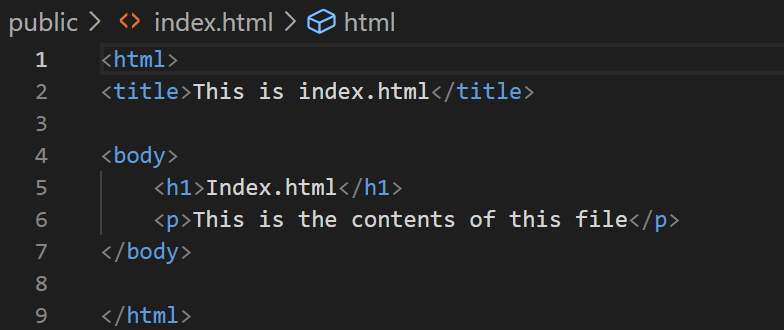 public > index.html > html
1 <html>
2 <title>This is index.html</title>
3
4 <body>
5     <h1>Index.html</h1>
6     <p>This is the contents of this file</p>
7 </body>
8
9 </html>